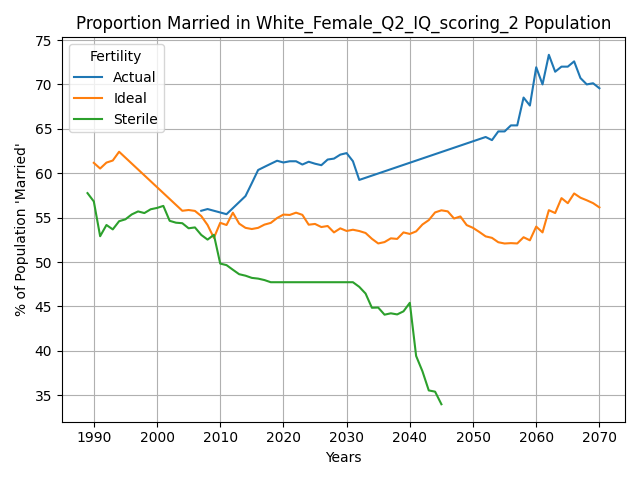 Proportion Married in White_Female_Q2_IQ_scoring_2 Population
% of Population 'Married'
75
70
65
60
55
50
45
40
35
Fertility
Actual
Ideal
Sterile
1990 2000 2010 2020 2030 2040 2050 2060 2070
Years